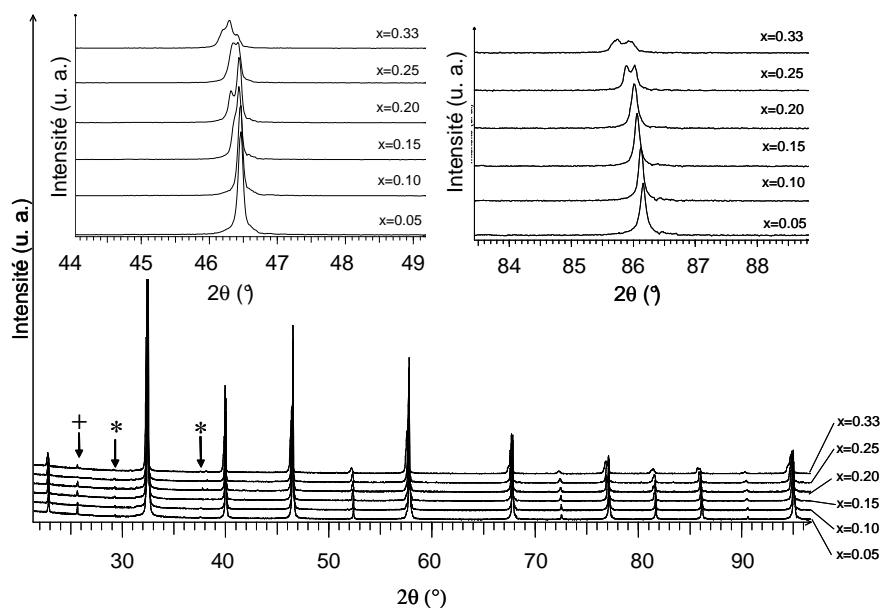 Intensité (u. a.)
x=0.33
x=0.25
x=0.20
x=0.15
x=0.10
x=0.05
44 45 46 47 48 49
2θ (°)
Intensité (u. a.)
x=0.33
x=0.25
x=0.20
x=0.15
x=0.10
x=0.05
84 85 86 87 88
2θ (°)
Intensité (u. a.)
+ * *
x=0.33
x=0.25
x=0.20
x=0.15
x=0.10
x=0.05
30 40 50 60 70 80 90
2θ (°)